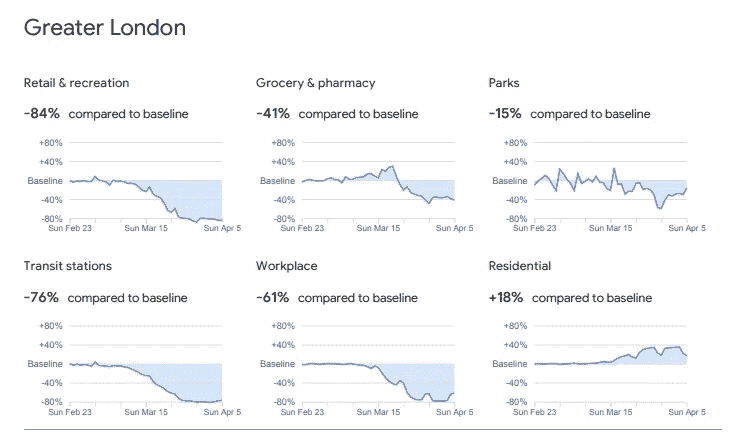 Greater London
Retail & recreation
-84% compared to baseline
+80%
+40%
Baseline
-40%
-80%
Sun Feb 23 Sun Mar 15 Sun Apr 5
Grocery & pharmacy
-41% compared to baseline
+80%
+40%
Baseline
-40%
-80%
Sun Feb 23 Sun Mar 15 Sun Apr 5
Parks
-15% compared to baseline
+80%
+40%
Baseline
-40%
-80%
Sun Feb 23 Sun Mar 15 Sun Apr 5
Transit stations
-76% compared to baseline
+80%
+40%
Baseline
-40%
-80%
Sun Feb 23 Sun Mar 15 Sun Apr 5
Workplace
-61% compared to baseline
+80%
+40%
Baseline
-40%
-80%
Sun Feb 23 Sun Mar 15 Sun Apr 5
Residential
+18% compared to baseline
+80%
+40%
Baseline
-40%
-80%
Sun Feb 23 Sun Mar 15 Sun Apr 5